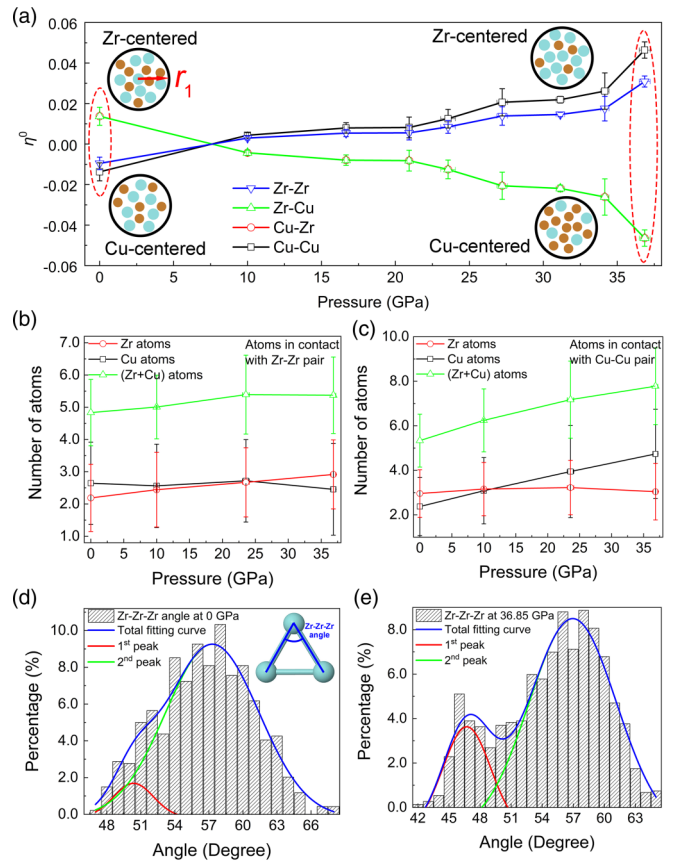 (a)
0.06
0.04
0.02
0.00
-0.02
-0.04
-0.06
η⁰
Zr-centered
r₁
Cu-centered
Zr-centered
Cu-centered
Zr-Zr
Zr-Cu
Cu-Zr
Cu-Cu
0 5 10 15 20 25 30 35
Pressure (GPa)
(b)
7.0
6.0
5.0
4.0
3.0
2.0
1.0
Number of atoms
Zr atoms
Cu atoms
(Zr+Cu) atoms
Atoms in contact
with Zr-Zr pair
0 5 10 15 20 25 30 35
Pressure (GPa)
(c)
10.0
8.0
6.0
4.0
2.0
0.0
Number of atoms
Zr atoms
Cu atoms
(Zr+Cu) atoms
Atoms in contact
with Cu-Cu pair
0 5 10 15 20 25 30 35
Pressure (GPa)
(d)
10.0
8.0
6.0
4.0
2.0
0.0
Percentage (%)
Zr-Zr-Zr angle at 0 GPa
Total fitting curve
1st peak
2nd peak
Zr-Zr-Zr
angle
48 51 54 57 60 63 66
Angle (Degree)
(e)
8.0
6.0
4.0
2.0
0.0
Percentage (%)
Zr-Zr-Zr at 36.85 GPa
Total fitting curve
1st peak
2nd peak
42 45 48 51 54 57 60 63
Angle (Degree)